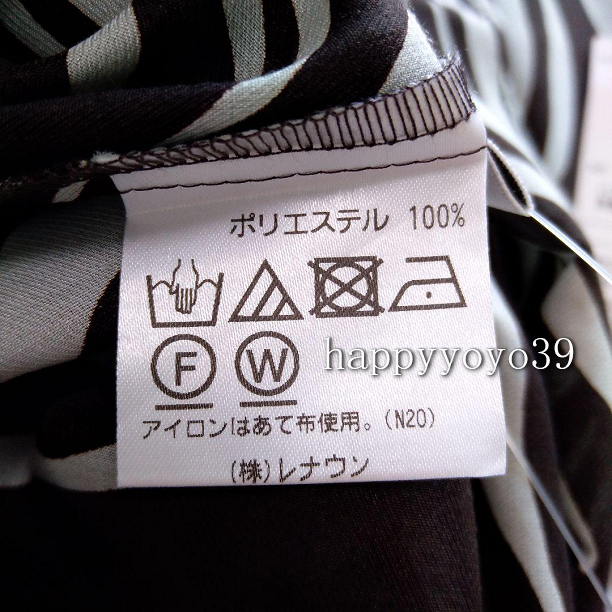 ポリエステル 100%
F W
happyyoyo39
アイロンはあて布使用。(N20)
(株)レナウン